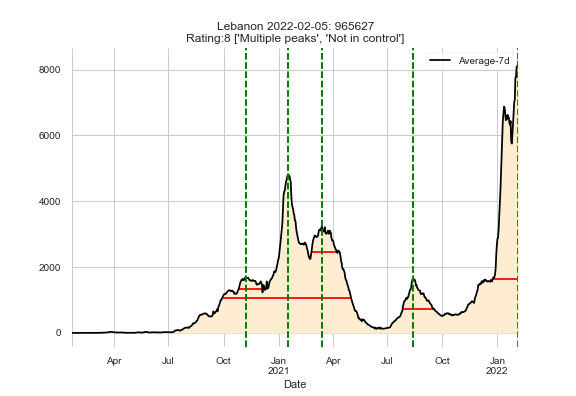 Lebanon 2022-02-05: 965627
Rating:8 ['Multiple peaks', 'Not in control']
Average-7d
8000
6000
4000
2000
0
Apr
Jul
Oct
Jan
2021
Apr
Jul
Oct
Jan
2022
Date